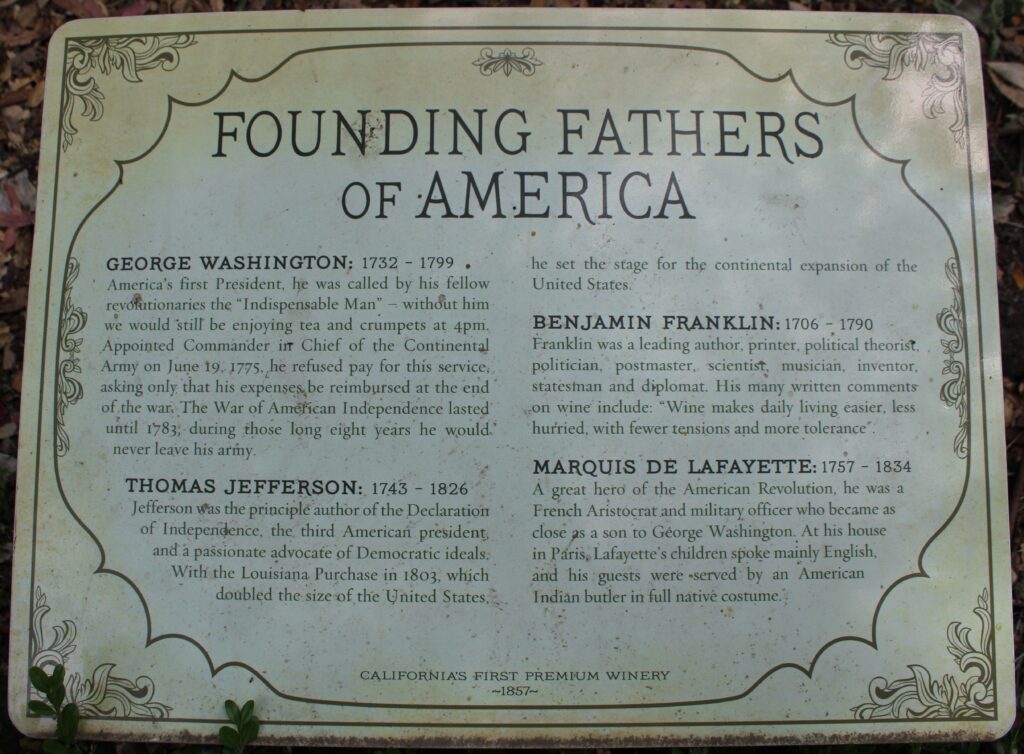 FOUNDING FATHERS
OF AMERICA
GEORGE WASHINGTON: 1732 – 1799
America's first President, he was called by his fellow
revolutionaries the “Indispensable Man” – without him
we would still be enjoying tea and crumpets at 4pm.
Appointed Commander in Chief of the Continental
Army on June 19, 1775, he refused pay for this service,
asking only that his expenses be reimbursed at the end
of the war. The War of American Independence lasted
until 1783; during those long eight years he would
never leave his army.
THOMAS JEFFERSON: 1743 – 1826
Jefferson was the principle author of the Declaration
of Independence, the third American president,
and a passionate advocate of Democratic ideals.
With the Louisiana Purchase in 1803, which
doubled the size of the United States,
he set the stage for the continental expansion of the
United States.
BENJAMIN FRANKLIN: 1706 – 1790
Franklin was a leading author, printer, political theorist,
politician, postmaster, scientist, musician, inventor,
statesman and diplomat. His many written comments
on wine include: “Wine makes daily living easier, less
hurried, with fewer tensions and more tolerance”.
MARQUIS DE LAFAYETTE: 1757 – 1834
A great hero of the American Revolution, he was a
French Aristocrat and military officer who became as
close as a son to George Washington. At his house
in Paris, Lafayette's children spoke mainly English,
and his guests were served by an American
Indian butler in full native costume.
CALIFORNIA'S FIRST PREMIUM WINERY
~1857~